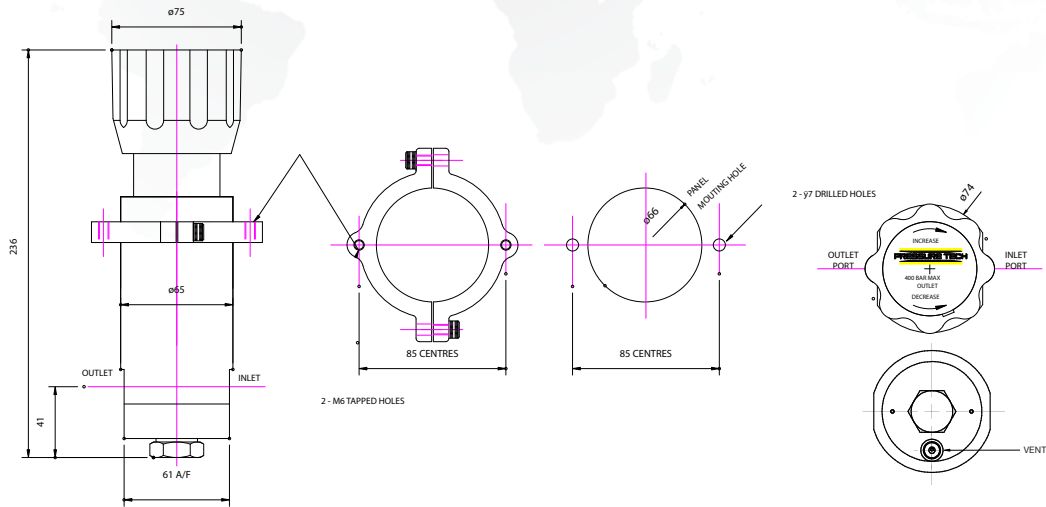 ø75
236
ø65
OUTLET
INLET
41
61 A/F
85 CENTRES
2 - M6 TAPPED HOLES
ø66
PANEL
MOUTING HOLE
85 CENTRES
2 - ÿ7 DRILLED HOLES
ø74
OUTLET
PORT
INCREASE
PRESSURE TECH
400 BAR MAX
OUTLET
DECREASE
INLET
PORT
VENT